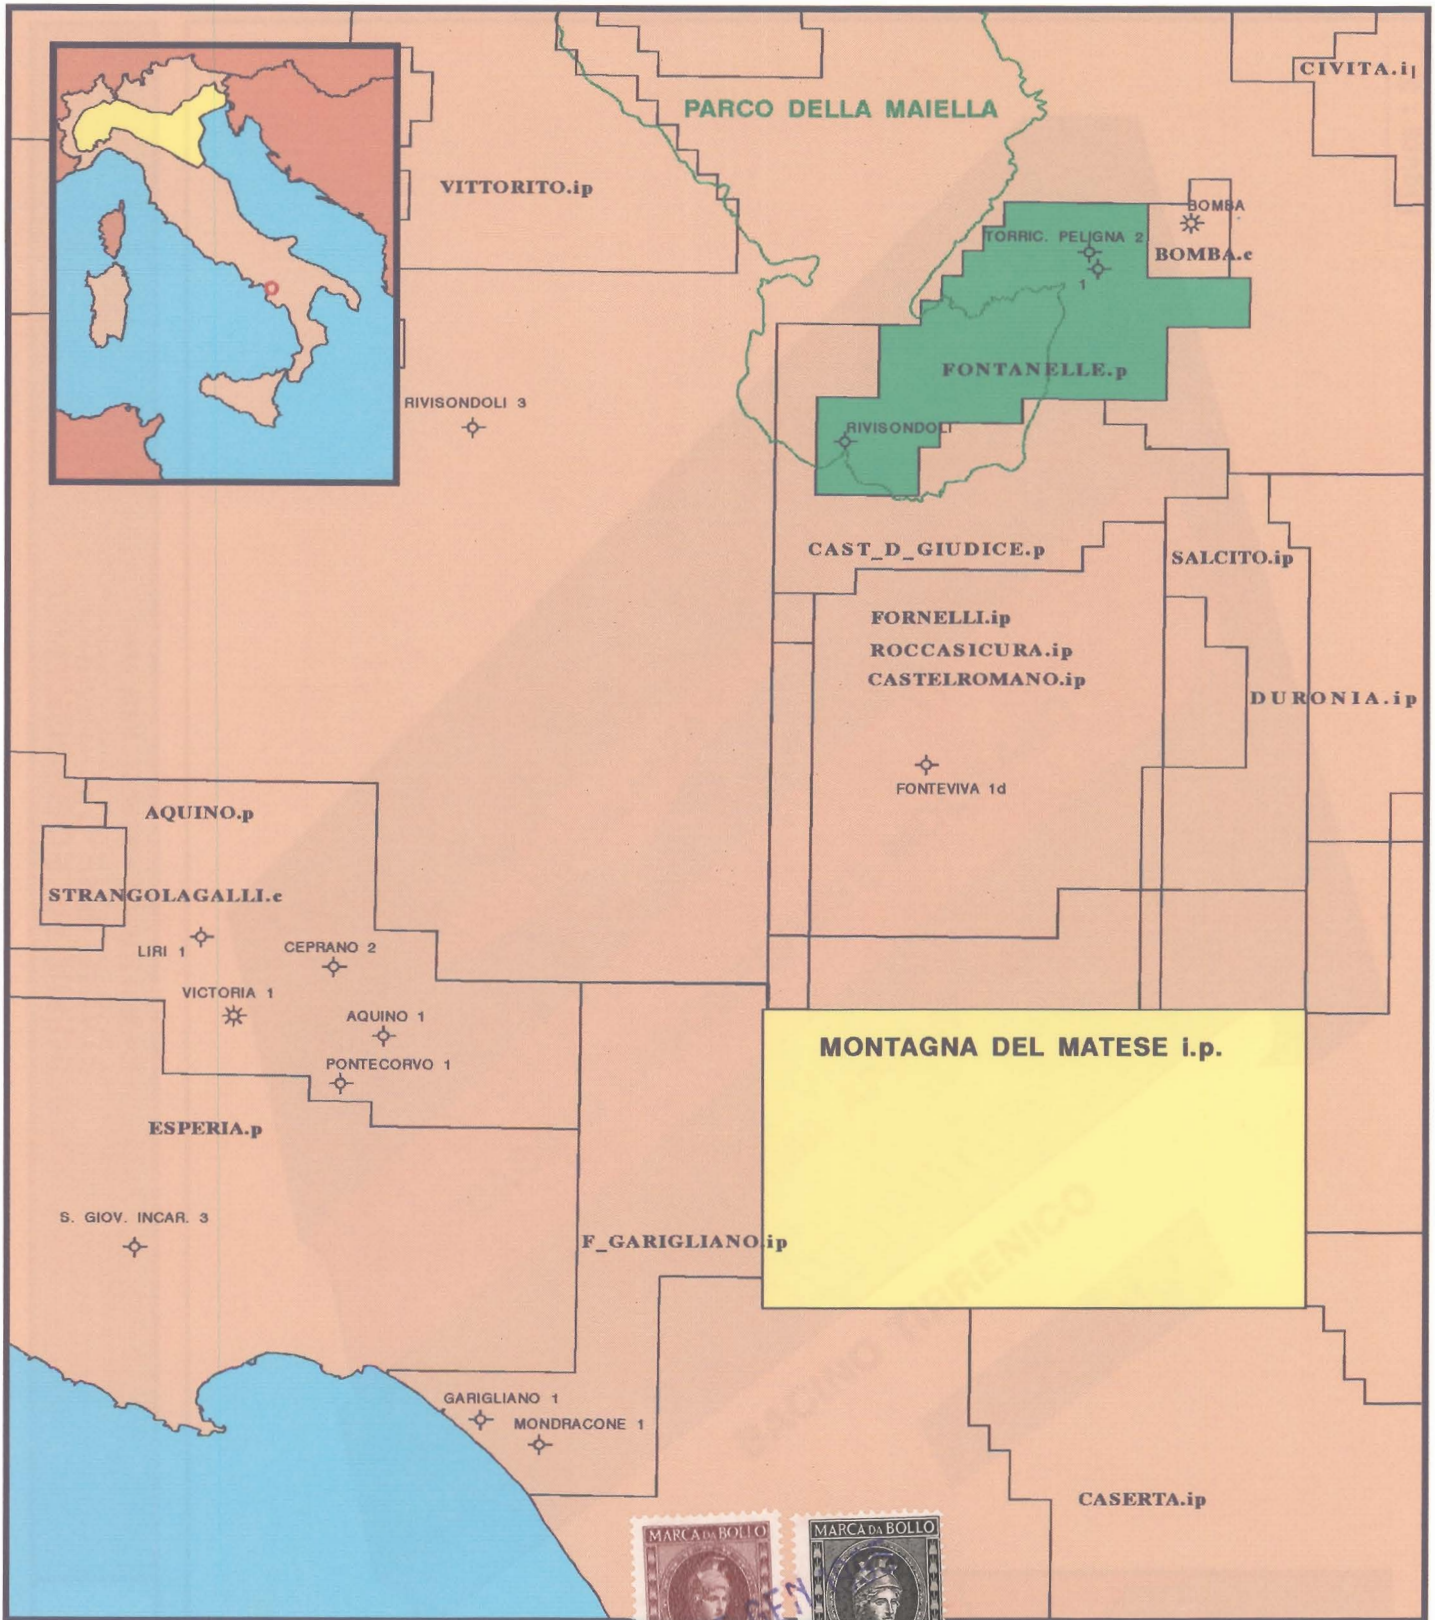 CIVITA.i
PARCO DELLA MAIELLA
VITTORITO.ip
BOMBA
TORRIC. PELIGNA 2
BOMBA.c
1
FONTANELLE.p
RIVISONDOLI 3
RIVISONDOLI
CAST_D_GIUDICE.p
SALCITO.ip
FORNELLI.ip
ROCCASICURA.ip
CASTELROMANO.ip
DURONIA.ip
FONTEVIVA 1d
AQUINO.p
STRANGOLAGALLI.c
LIRI 1
CEPRANO 2
VICTORIA 1
AQUINO 1
MONTAGNA DEL MATESE i.p.
PONTECORVO 1
ESPERIA.p
S. GIOV. INCAR. 3
F_GARIGLIANO.ip
BACINO TIRRENICO
GARIGLIANO 1
MONDRACONE 1
CASERTA.ip
MARCA DA BOLLO
MARCA DA BOLLO
GEN